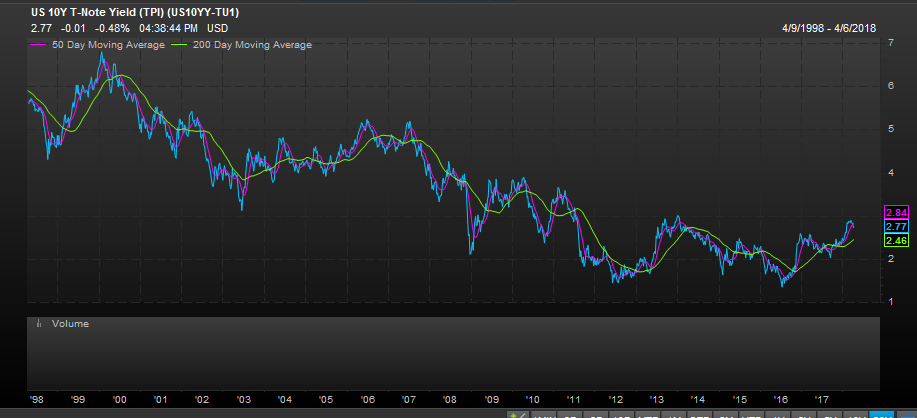 US 10Y T-Note Yield (TPI) (US10YY-TU1)
2.77 -0.01 -0.48% 04:38:44 PM USD 4/9/1998 - 4/6/2018
50 Day Moving Average 200 Day Moving Average
7
6
5
4
2.84
2.77
2.46
2
1
Volume
'98 '99 '00 '01 '02 '03 '04 '05 '06 '07 '08 '09 '10 '11 '12 '13 '14 '15 '16 '17